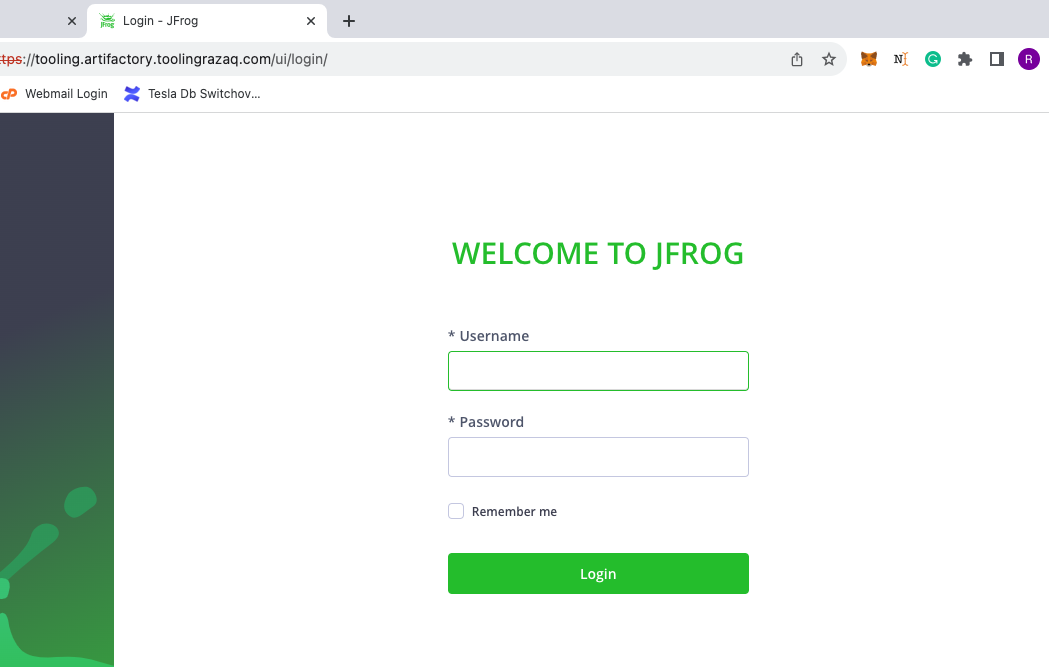 Login - JFrog
tps://tooling.artifactory.toolingrazaq.com/ui/login/
R
Webmail Login
Tesla Db Switchov...
WELCOME TO JFROG
* Username
* Password
Remember me
Login